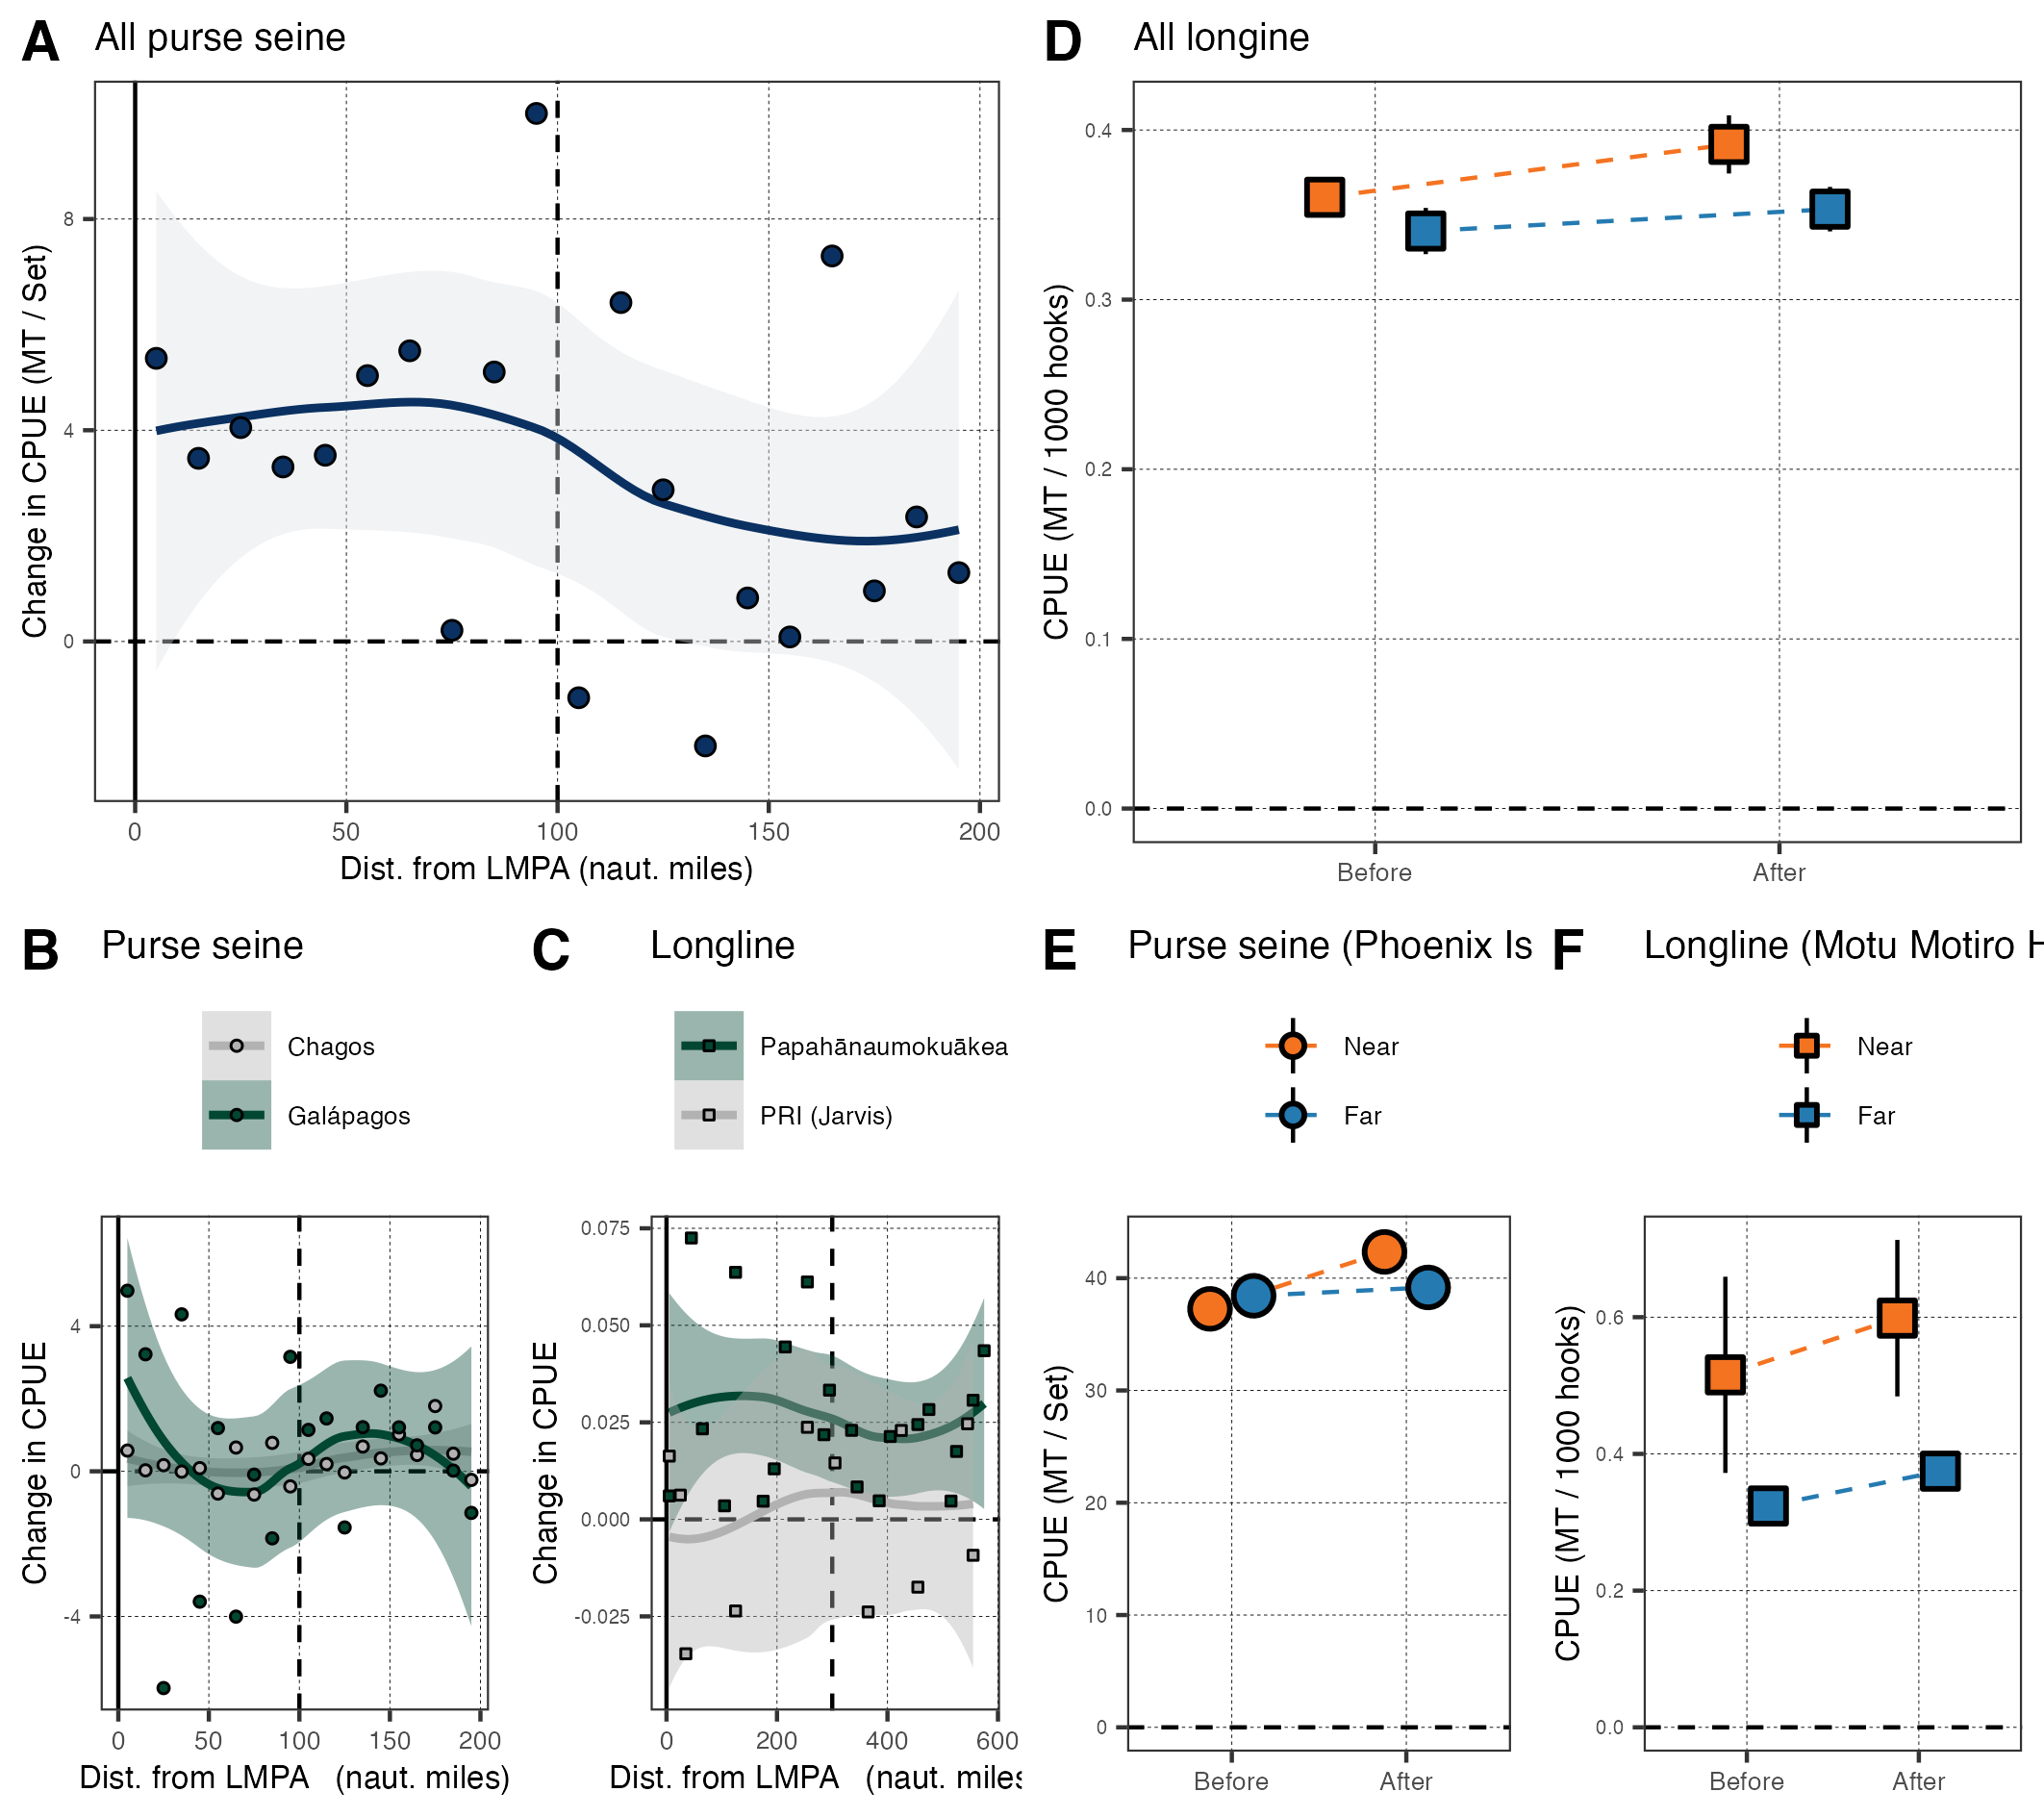 A All purse seine
Change in CPUE (MT / Set)
8
4
0
0 50 100 150 200
Dist. from LMPA (naut. miles)
D All longine
CPUE (MT / 1000 hooks)
0.4
0.3
0.2
0.1
0.0
Before After
B Purse seine
Chagos
Galápagos
Change in CPUE
4
0
-4
0 50 100 150 200
Dist. from LMPA (naut. miles)
C Longline
Papahānaumokuākea
PRI (Jarvis)
Change in CPUE
0.075
0.050
0.025
0.000
-0.025
0 200 400 600
Dist. from LMPA (naut. miles
E Purse seine (Phoenix Is
Near
Far
CPUE (MT / Set)
40
30
20
10
0
Before After
F Longline (Motu Motiro H
Near
Far
CPUE (MT / 1000 hooks)
0.6
0.4
0.2
0.0
Before After